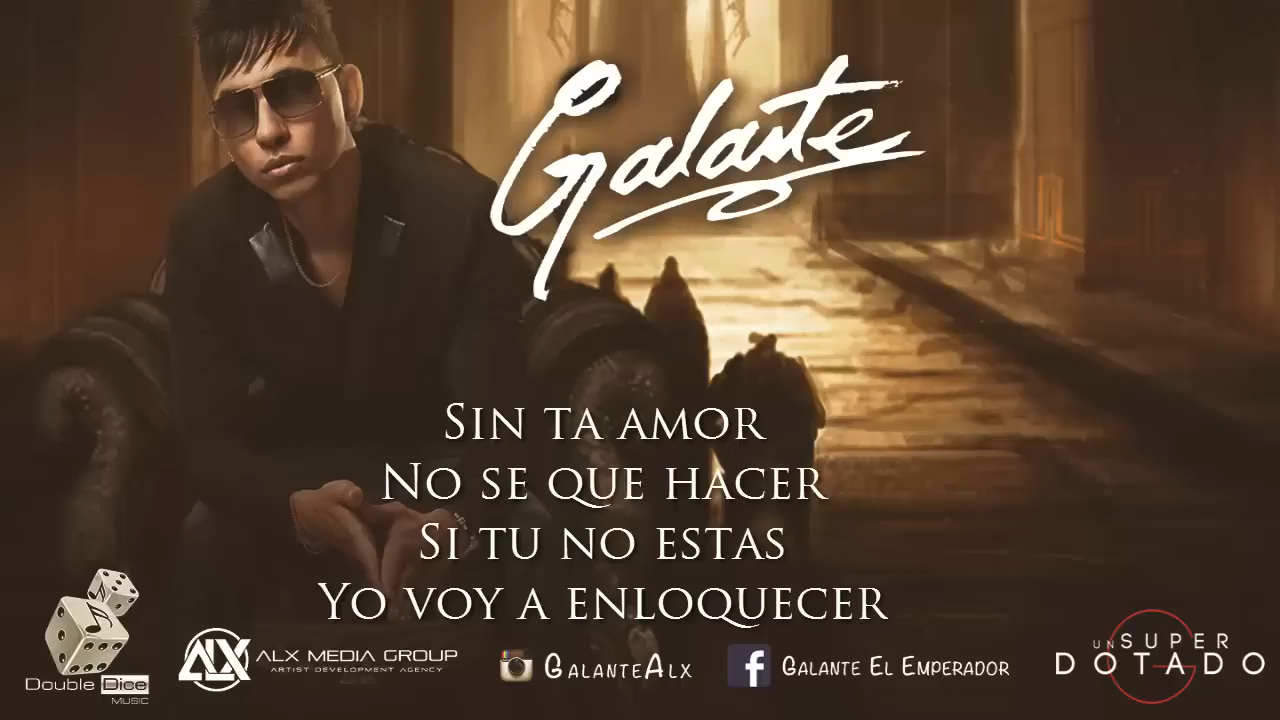 Galante
Sin ta amor
No se que hacer
Si tu no estas
Yo voy a enloquecer
Double Dice
MUSIC
ALX MEDIA GROUP
ARTIST DEVELOPMENT AGENCY
GalanteAlx
f
Galante El Emperador
UN SUPER
DOTADO